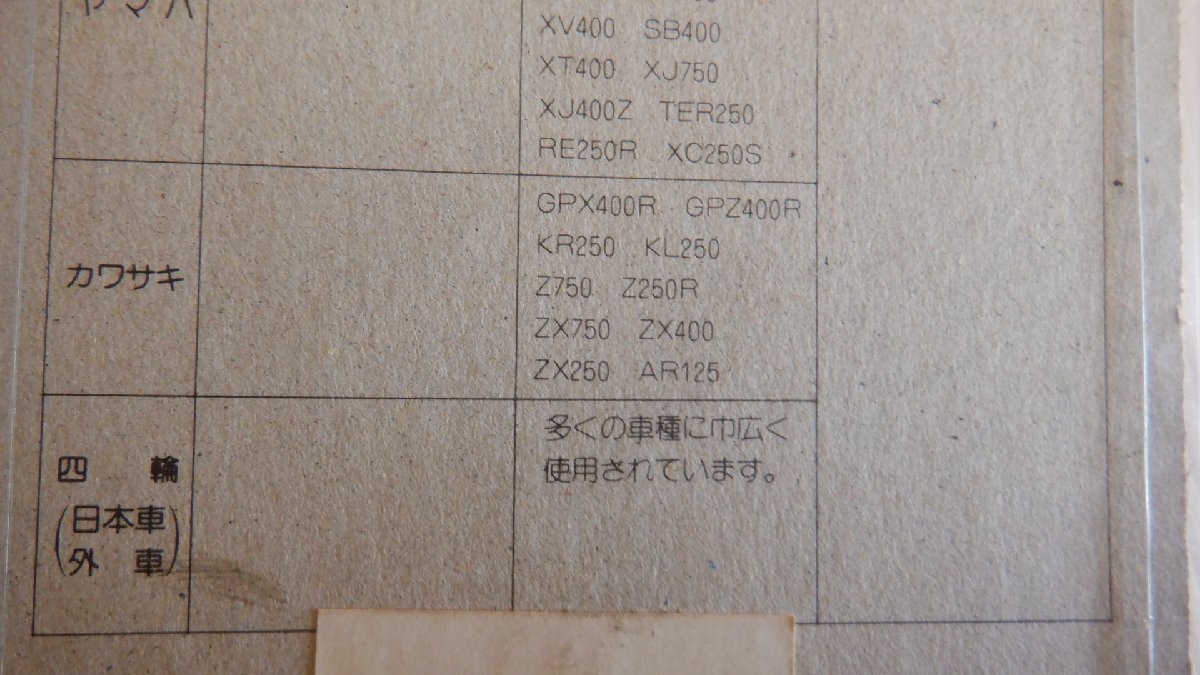 ヤマハ
XV400 SB400
XT400 XJ750
XJ400Z TER250
RE250R XC250S
カワサキ
GPX400R GPZ400R
KR250 KL250
Z750 Z250R
ZX750 ZX400
ZX250 AR125
四輪
(日本車
外車)
多くの車種に巾広く
使用されています。